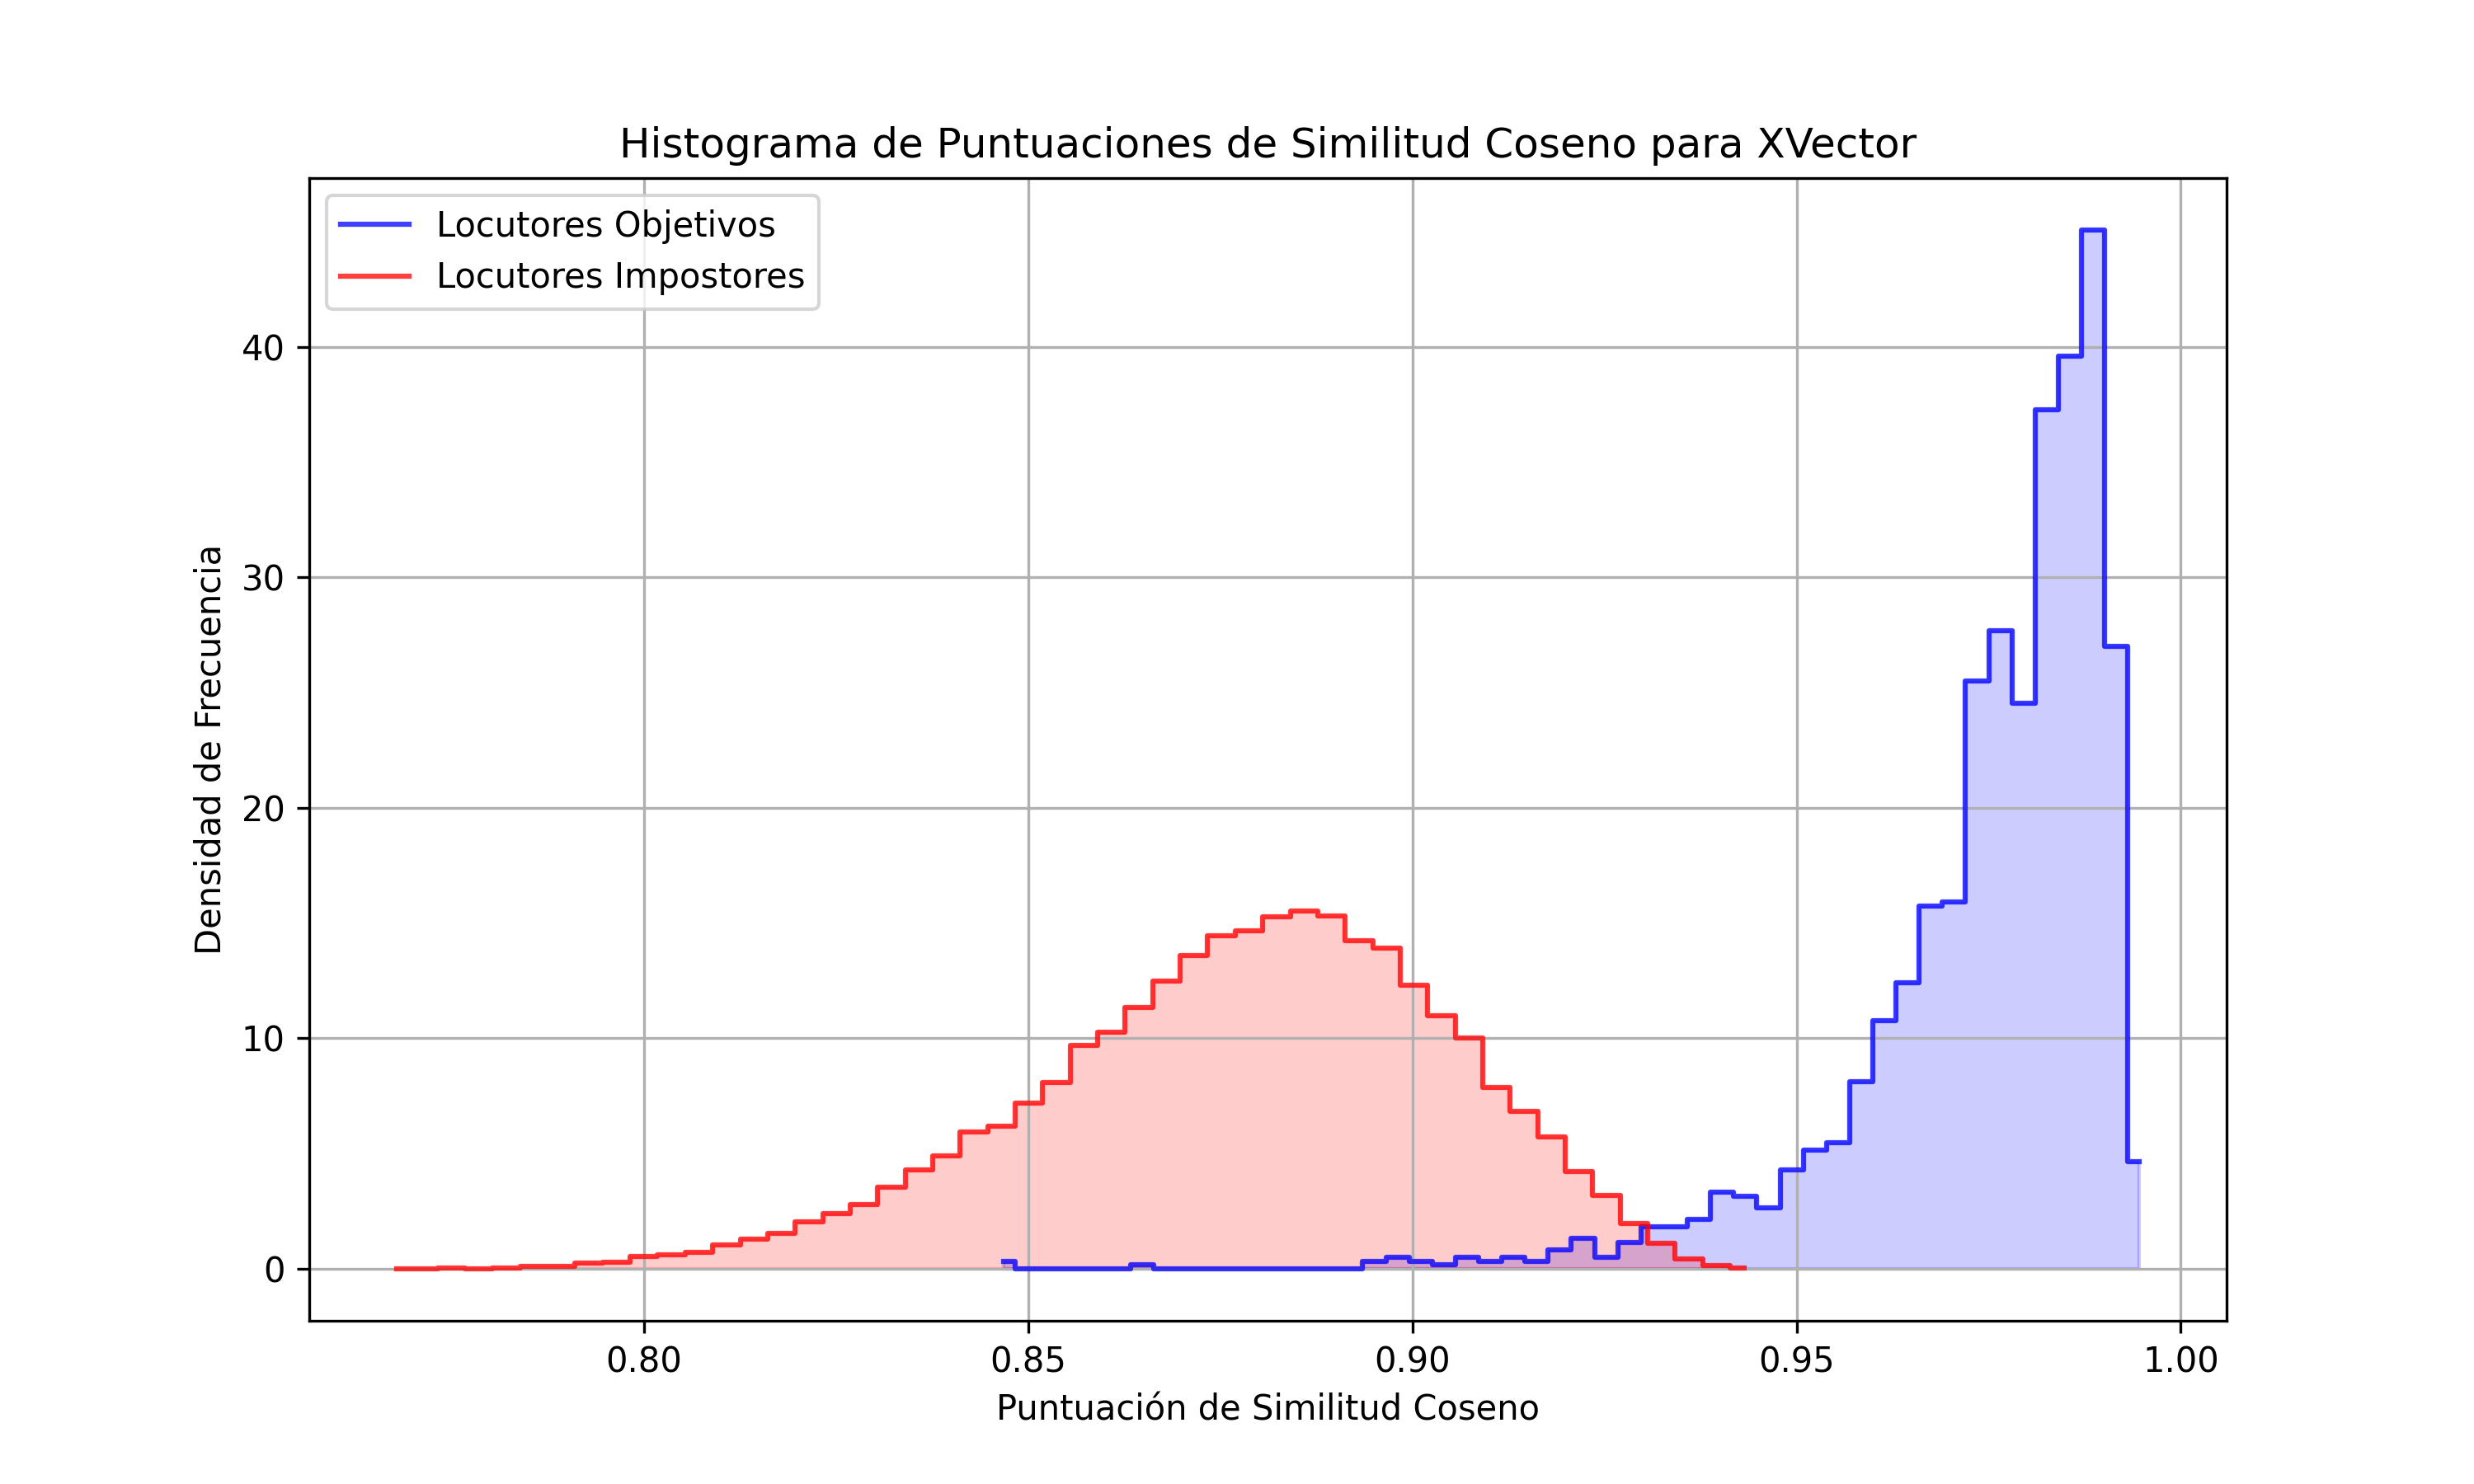 Histograma de Puntuaciones de Similitud Coseno para XVector
Locutores Objetivos
Locutores Impostores
Densidad de Frecuencia
40
30
20
10
0
0.80 0.85 0.90 0.95 1.00
Puntuación de Similitud Coseno